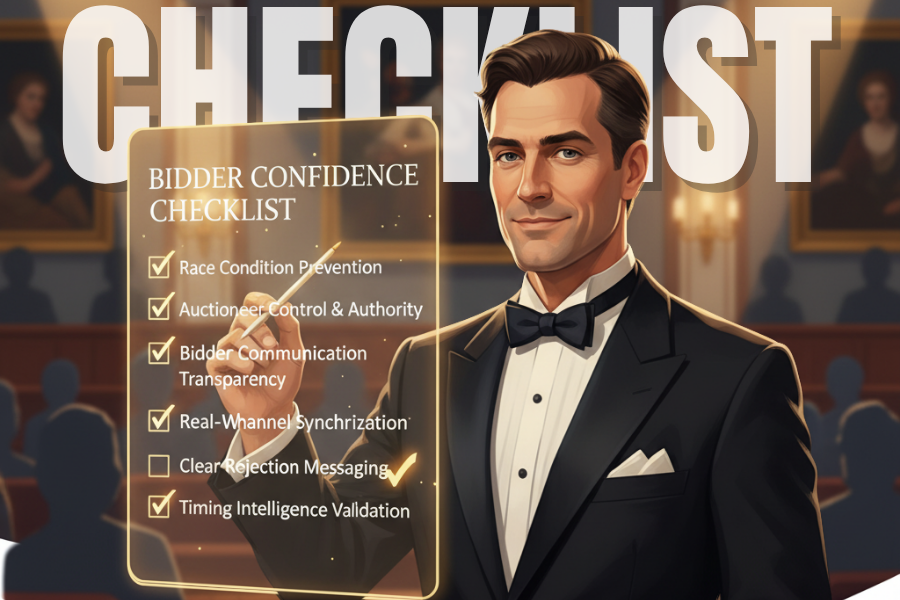 CHECKLIST
BIDDER CONFIDENCE
CHECKLIST
Race Condition Prevention
Auctioneer Control & Authority
Bidder Communication
Transparency
Real-Whannel Synchrization
Clear Rejection Messaging
Timing Intelligence Validation